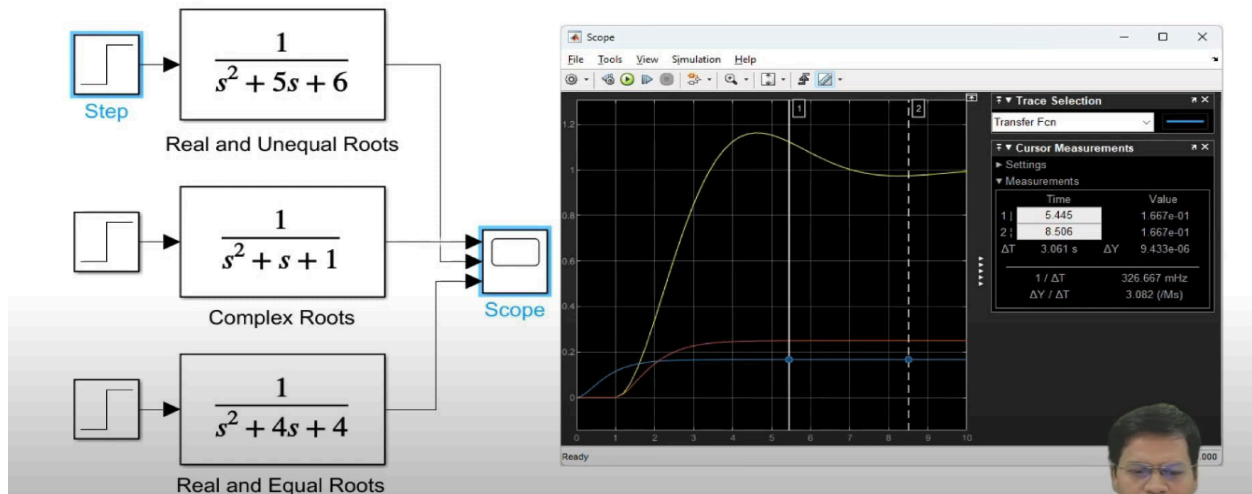 1
s² + 5s + 6
Step
Real and Unequal Roots
1
s² + s + 1
Complex Roots
Scope
1
s² + 4s + 4
Real and Equal Roots
Scope
File Tools View Simulation Help
1 2
1.2
1
0.8
0.6
0.4
0.2
0
0 1 2 3 4 5 6 7 8 9 10
Ready
Trace Selection
Transfer Fcn
Cursor Measurements
Settings
Measurements
Time Value
1 | 5.445 1.667e-01
2 ¦ 8.506 1.667e-01
ΔT 3.061 s ΔY 9.433e-06
1 / ΔT 326.667 mHz
ΔY / ΔT 3.082 (/Ms)